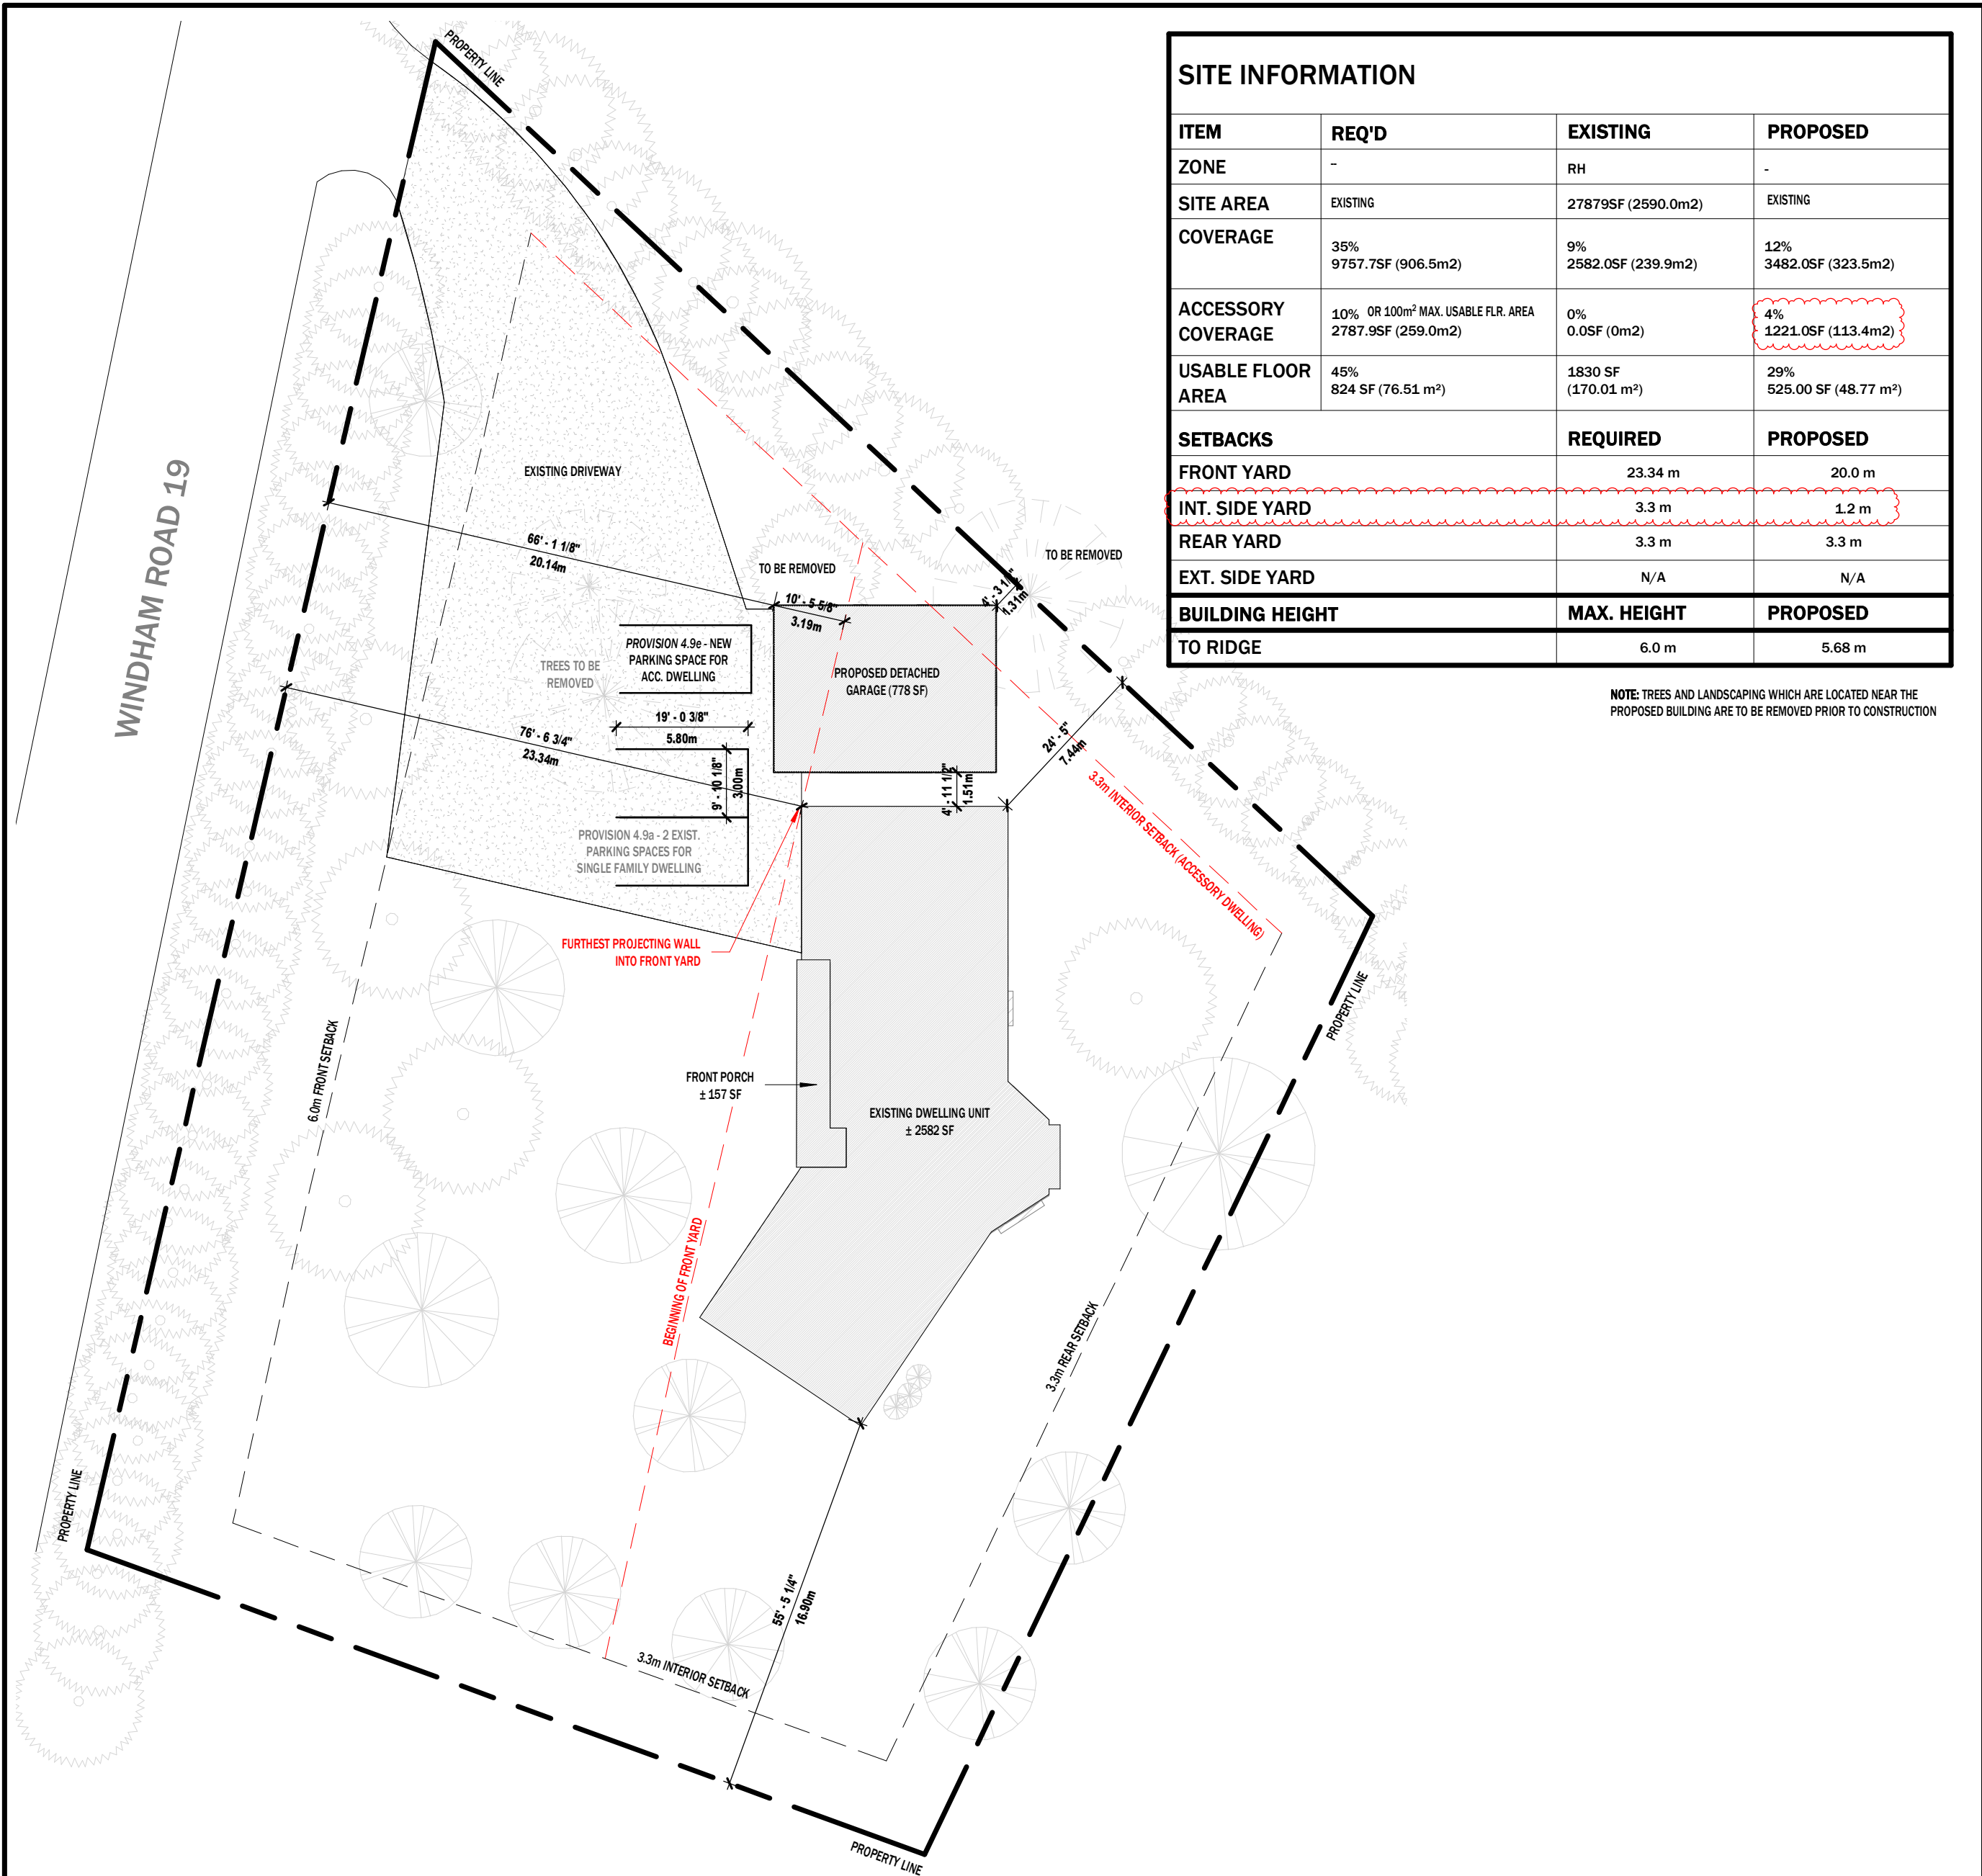 SITE INFORMATION
ITEM REQ'D EXISTING PROPOSED
ZONE - RH -
SITE AREA EXISTING 27879SF (2590.0m2) EXISTING
COVERAGE
35% 9% 12%
9757.7SF (906.5m2) 2582.0SF (239.9m2) 3482.0SF (323.5m2)
ACCESSORY COVERAGE
10% OR 100m² MAX. USABLE FLR. AREA 0% 4%
2787.9SF (259.0m2) 0.0SF (0m2) 1221.0SF (113.4m2)
USABLE FLOOR AREA
45% 1830 SF 29%
824 SF (76.51 m²) (170.01 m²) 525.00 SF (48.77 m²)
SETBACKS REQUIRED PROPOSED
FRONT YARD 23.34 m 20.0 m
INT. SIDE YARD 3.3 m 1.2 m
REAR YARD 3.3 m 3.3 m
EXT. SIDE YARD N/A N/A
BUILDING HEIGHT MAX. HEIGHT PROPOSED
TO RIDGE 6.0 m 5.68 m
NOTE: TREES AND LANDSCAPING WHICH ARE LOCATED NEAR THE
PROPOSED BUILDING ARE TO BE REMOVED PRIOR TO CONSTRUCTION
PROPERTY LINE
WINDHAM ROAD 19
EXISTING DRIVEWAY
66' - 1 1/8"
20.14m
TO BE REMOVED
TO BE REMOVED
10' - 5 5/8"
3.19m
4' - 3 1/2"
1.31m
PROVISION 4.9e - NEW
PARKING SPACE FOR
ACC. DWELLING
TREES TO BE
REMOVED
PROPOSED DETACHED
GARAGE (778 SF)
19' - 0 3/8"
5.80m
76' - 6 3/4"
23.34m
9' - 10 1/8"
3.00m
4' - 11 1/2"
1.51m
24' - 5"
7.44m
3.3m INTERIOR SETBACK (ACCESSORY DWELLING)
PROVISION 4.9a - 2 EXIST.
PARKING SPACES FOR
SINGLE FAMILY DWELLING
FURTHEST PROJECTING WALL
INTO FRONT YARD
PROPERTY LINE
6.0m FRONT SETBACK
FRONT PORCH
± 157 SF
EXISTING DWELLING UNIT
± 2582 SF
BEGINNING OF FRONT YARD
3.3m REAR SETBACK
PROPERTY LINE
55' - 5 1/4"
16.90m
3.3m INTERIOR SETBACK
PROPERTY LINE